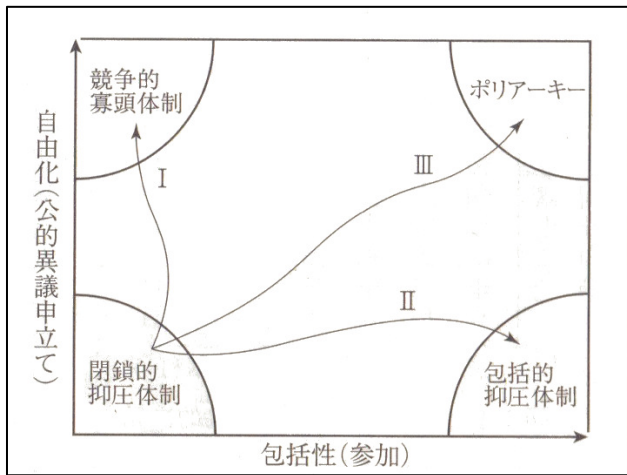 競争的
寡頭体制
ポリアーキー
自由化(公的異議申立て)
I
III
II
閉鎖的
抑圧体制
包括的
抑圧体制
包括性(参加)